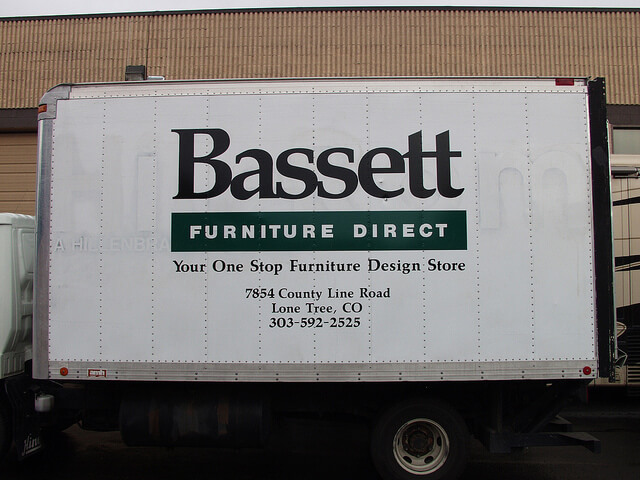 Bassett
FURNITURE DIRECT
Your One Stop Furniture Design Store
7854 County Line Road
Lone Tree, CO
303-592-2525
Hino